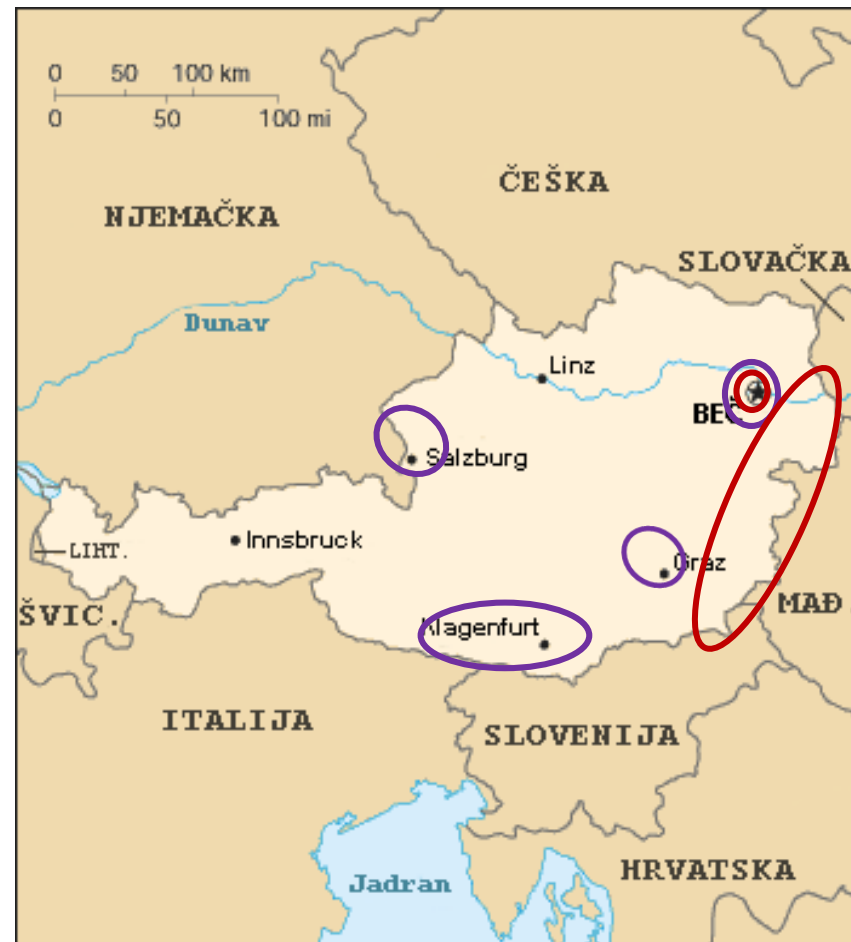 0 50 100 km
0 50 100 mi
ČEŠKA
NJEMAČKA
SLOVAČKA
Dunav
Linz
BEČ
Salzburg
Innsbruck
LIHT.
Graz
ŠVIC.
MAĐ
Klagenfurt
ITALIJA
SLOVENIJA
HRVATSKA
Jadran